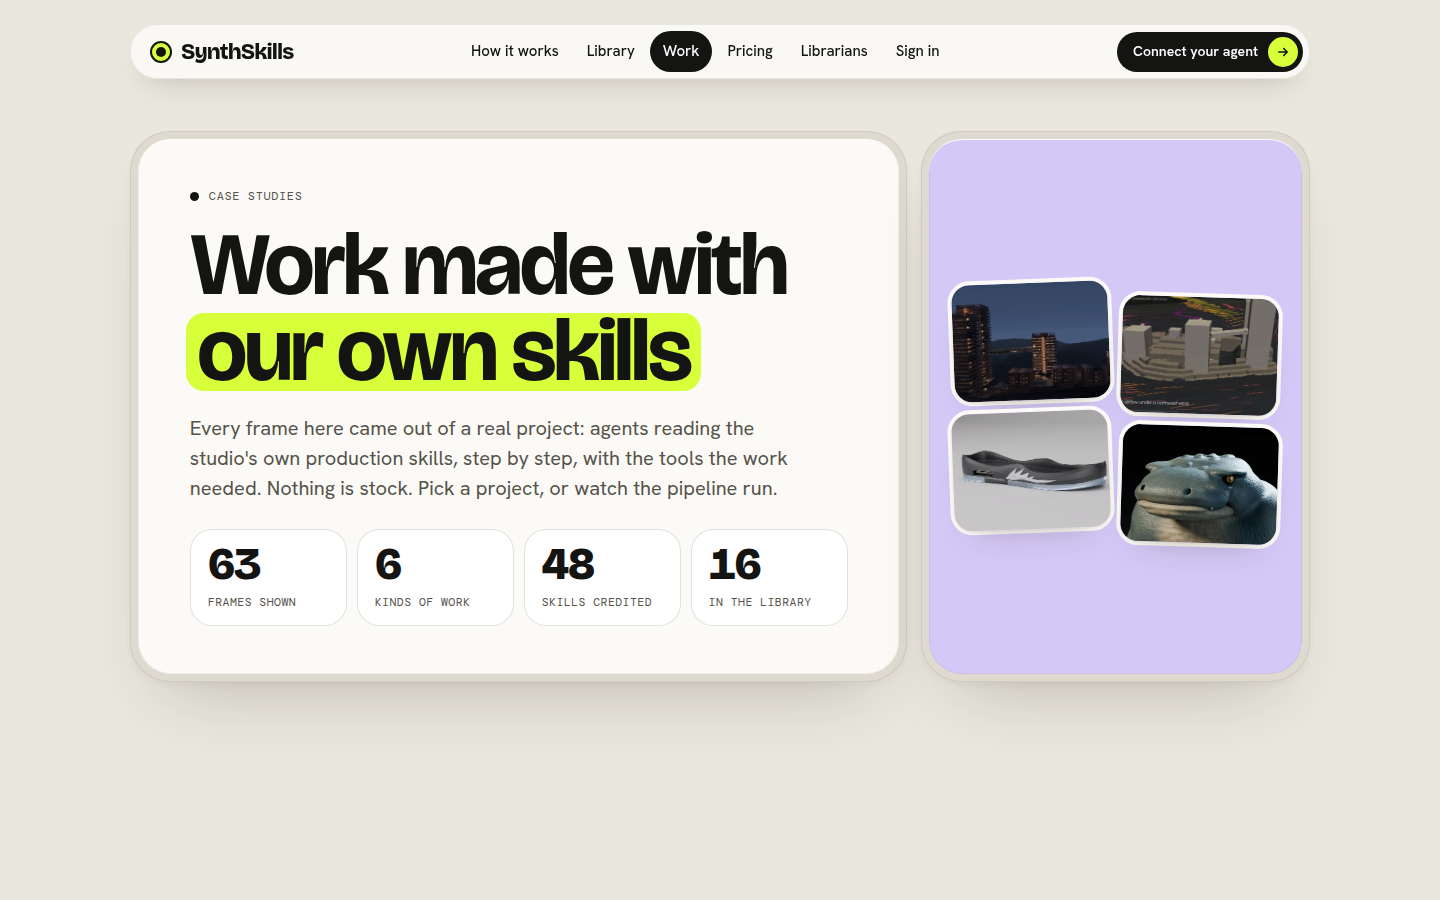 SynthSkills
How it works
Library
Work
Pricing
Librarians
Sign in
Connect your agent
CASE STUDIES
Work made with
our own skills
Every frame here came out of a real project: agents reading the
studio's own production skills, step by step, with the tools the work
needed. Nothing is stock. Pick a project, or watch the pipeline run.
63
FRAMES SHOWN
6
KINDS OF WORK
48
SKILLS CREDITED
16
IN THE LIBRARY